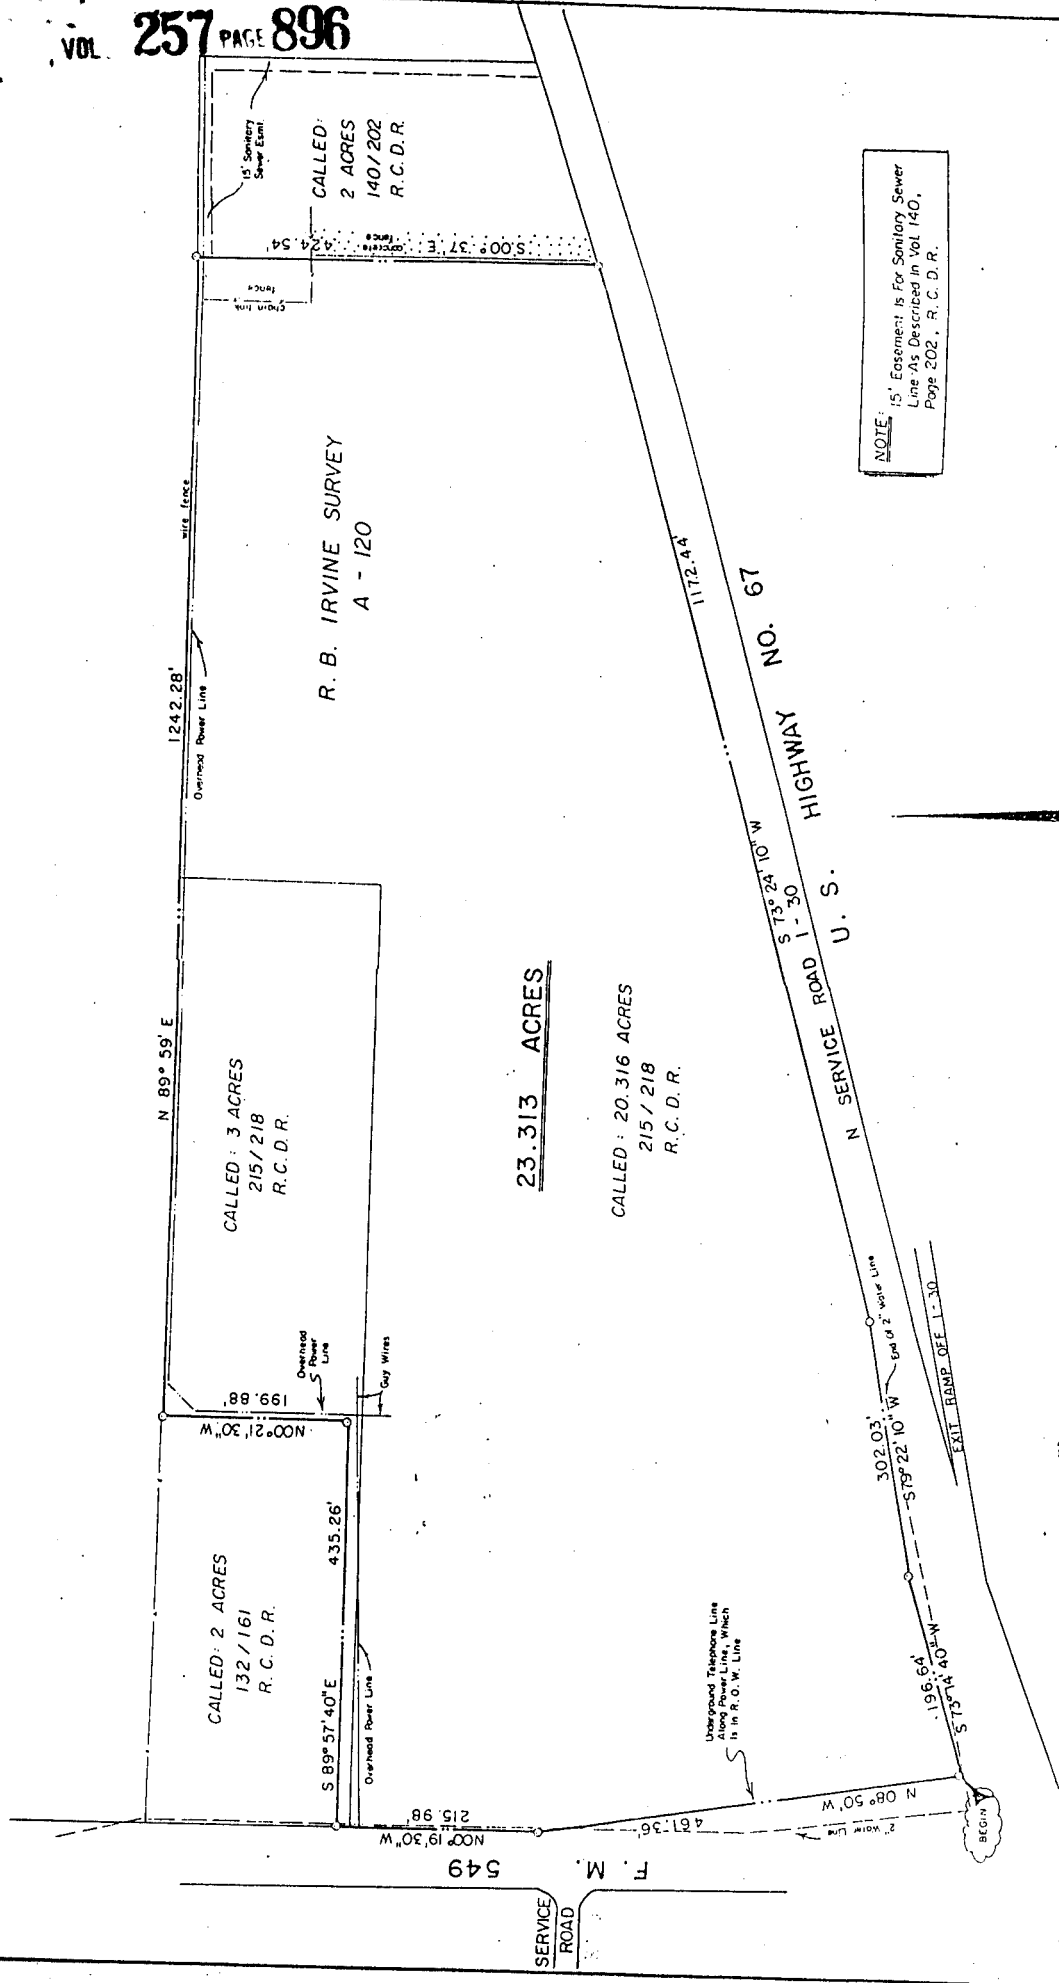 VOL. 257 PAGE 896
15' Sanitary
Sewer Esmt.
CALLED:
2 ACRES
140/202
R.C.D.R.
S.00° 37' E 424.54'
concrete
fence
chain link
fence
NOTE:
15' Easement Is For Sanitary Sewer
Line As Described In Vol. 140,
Page 202, R.C.D.R.
wire fence
R. B. IRVINE SURVEY
A - 120
1242.28'
Overhead Power Line
1172.44'
U. S. HIGHWAY NO. 67
S 73° 24' 10" W
I - 30
N SERVICE ROAD
N 89° 59' E
CALLED: 3 ACRES
215/218
R.C.D.R.
23.313 ACRES
CALLED: 20.316 ACRES
215/218
R.C.D.R.
Overhead
Power
Line
Guy Wires
199.88'
N00°21'30"W
End Of 2" Water Line
EXIT RAMP OFF I-30
302.03'
S79°22'10"W
435.26'
CALLED: 2 ACRES
132/161
R.C.D.R.
S 89°57'40"E
Overhead Power Line
Underground Telephone Line
Along Power Line, Which
Is In R.O.W. Line
196.64'
S 73°14'40"W
215.98'
N00°19'30"W
461.36'
N 08°50'W
2" Water Line
BEGIN
F. M. 549
SERVICE
ROAD